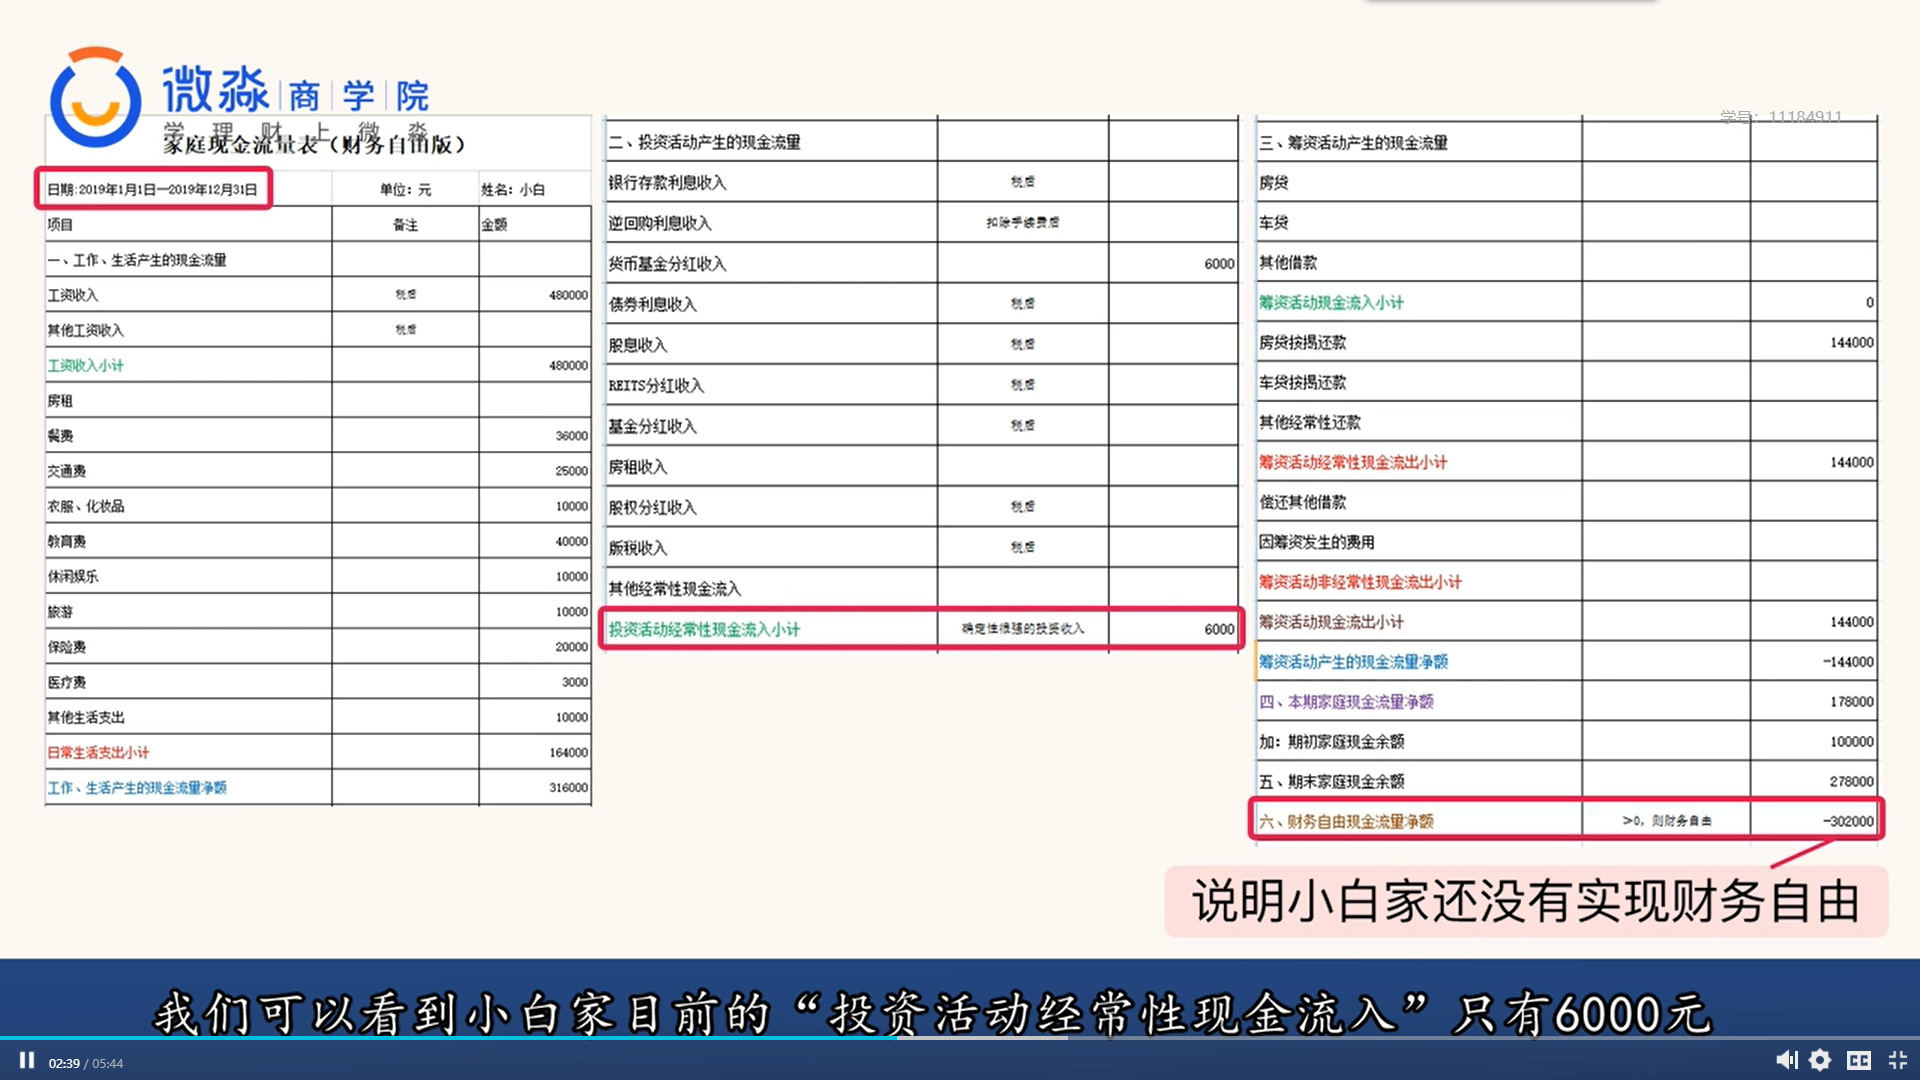 微淼 商 学 院
学 理 财 上 微 淼
学号：11184911
家庭现金流量表（财务自由版）
日期:2019年1月1日—2019年12月31日 单位：元 姓名：小白
项目 备注 金额
一、工作、生活产生的现金流量
工资收入 税后 480000
其他工资收入 税后
工资收入小计 480000
房租
餐费 36000
交通费 25000
衣服、化妆品 10000
教育费 40000
休闲娱乐 10000
旅游 10000
保险费 20000
医疗费 3000
其他生活支出 10000
日常生活支出小计 164000
工作、生活产生的现金流量净额 316000
二、投资活动产生的现金流量
银行存款利息收入 税后
逆回购利息收入 扣除手续费后
货币基金分红收入 6000
债券利息收入 税后
股息收入 税后
REITS分红收入 税后
基金分红收入 税后
房租收入
股权分红收入 税后
版税收入 税后
其他经常性现金流入
投资活动经常性现金流入小计 确定性很强的投资收入 6000
三、筹资活动产生的现金流量
房贷
车贷
其他借款
筹资活动现金流入小计 0
房贷按揭还款 144000
车贷按揭还款
其他经常性还款
筹资活动经常性现金流出小计 144000
偿还其他借款
因筹资发生的费用
筹资活动非经常性现金流出小计
筹资活动现金流出小计 144000
筹资活动产生的现金流量净额 -144000
四、本期家庭现金流量净额 178000
加：期初家庭现金余额 100000
五、期末家庭现金余额 278000
六、财务自由现金流量净额 >0，则财务自由 -302000
说明小白家还没有实现财务自由
我们可以看到小白家目前的“投资活动经常性现金流入”只有6000元
02:39 / 05:44
CC